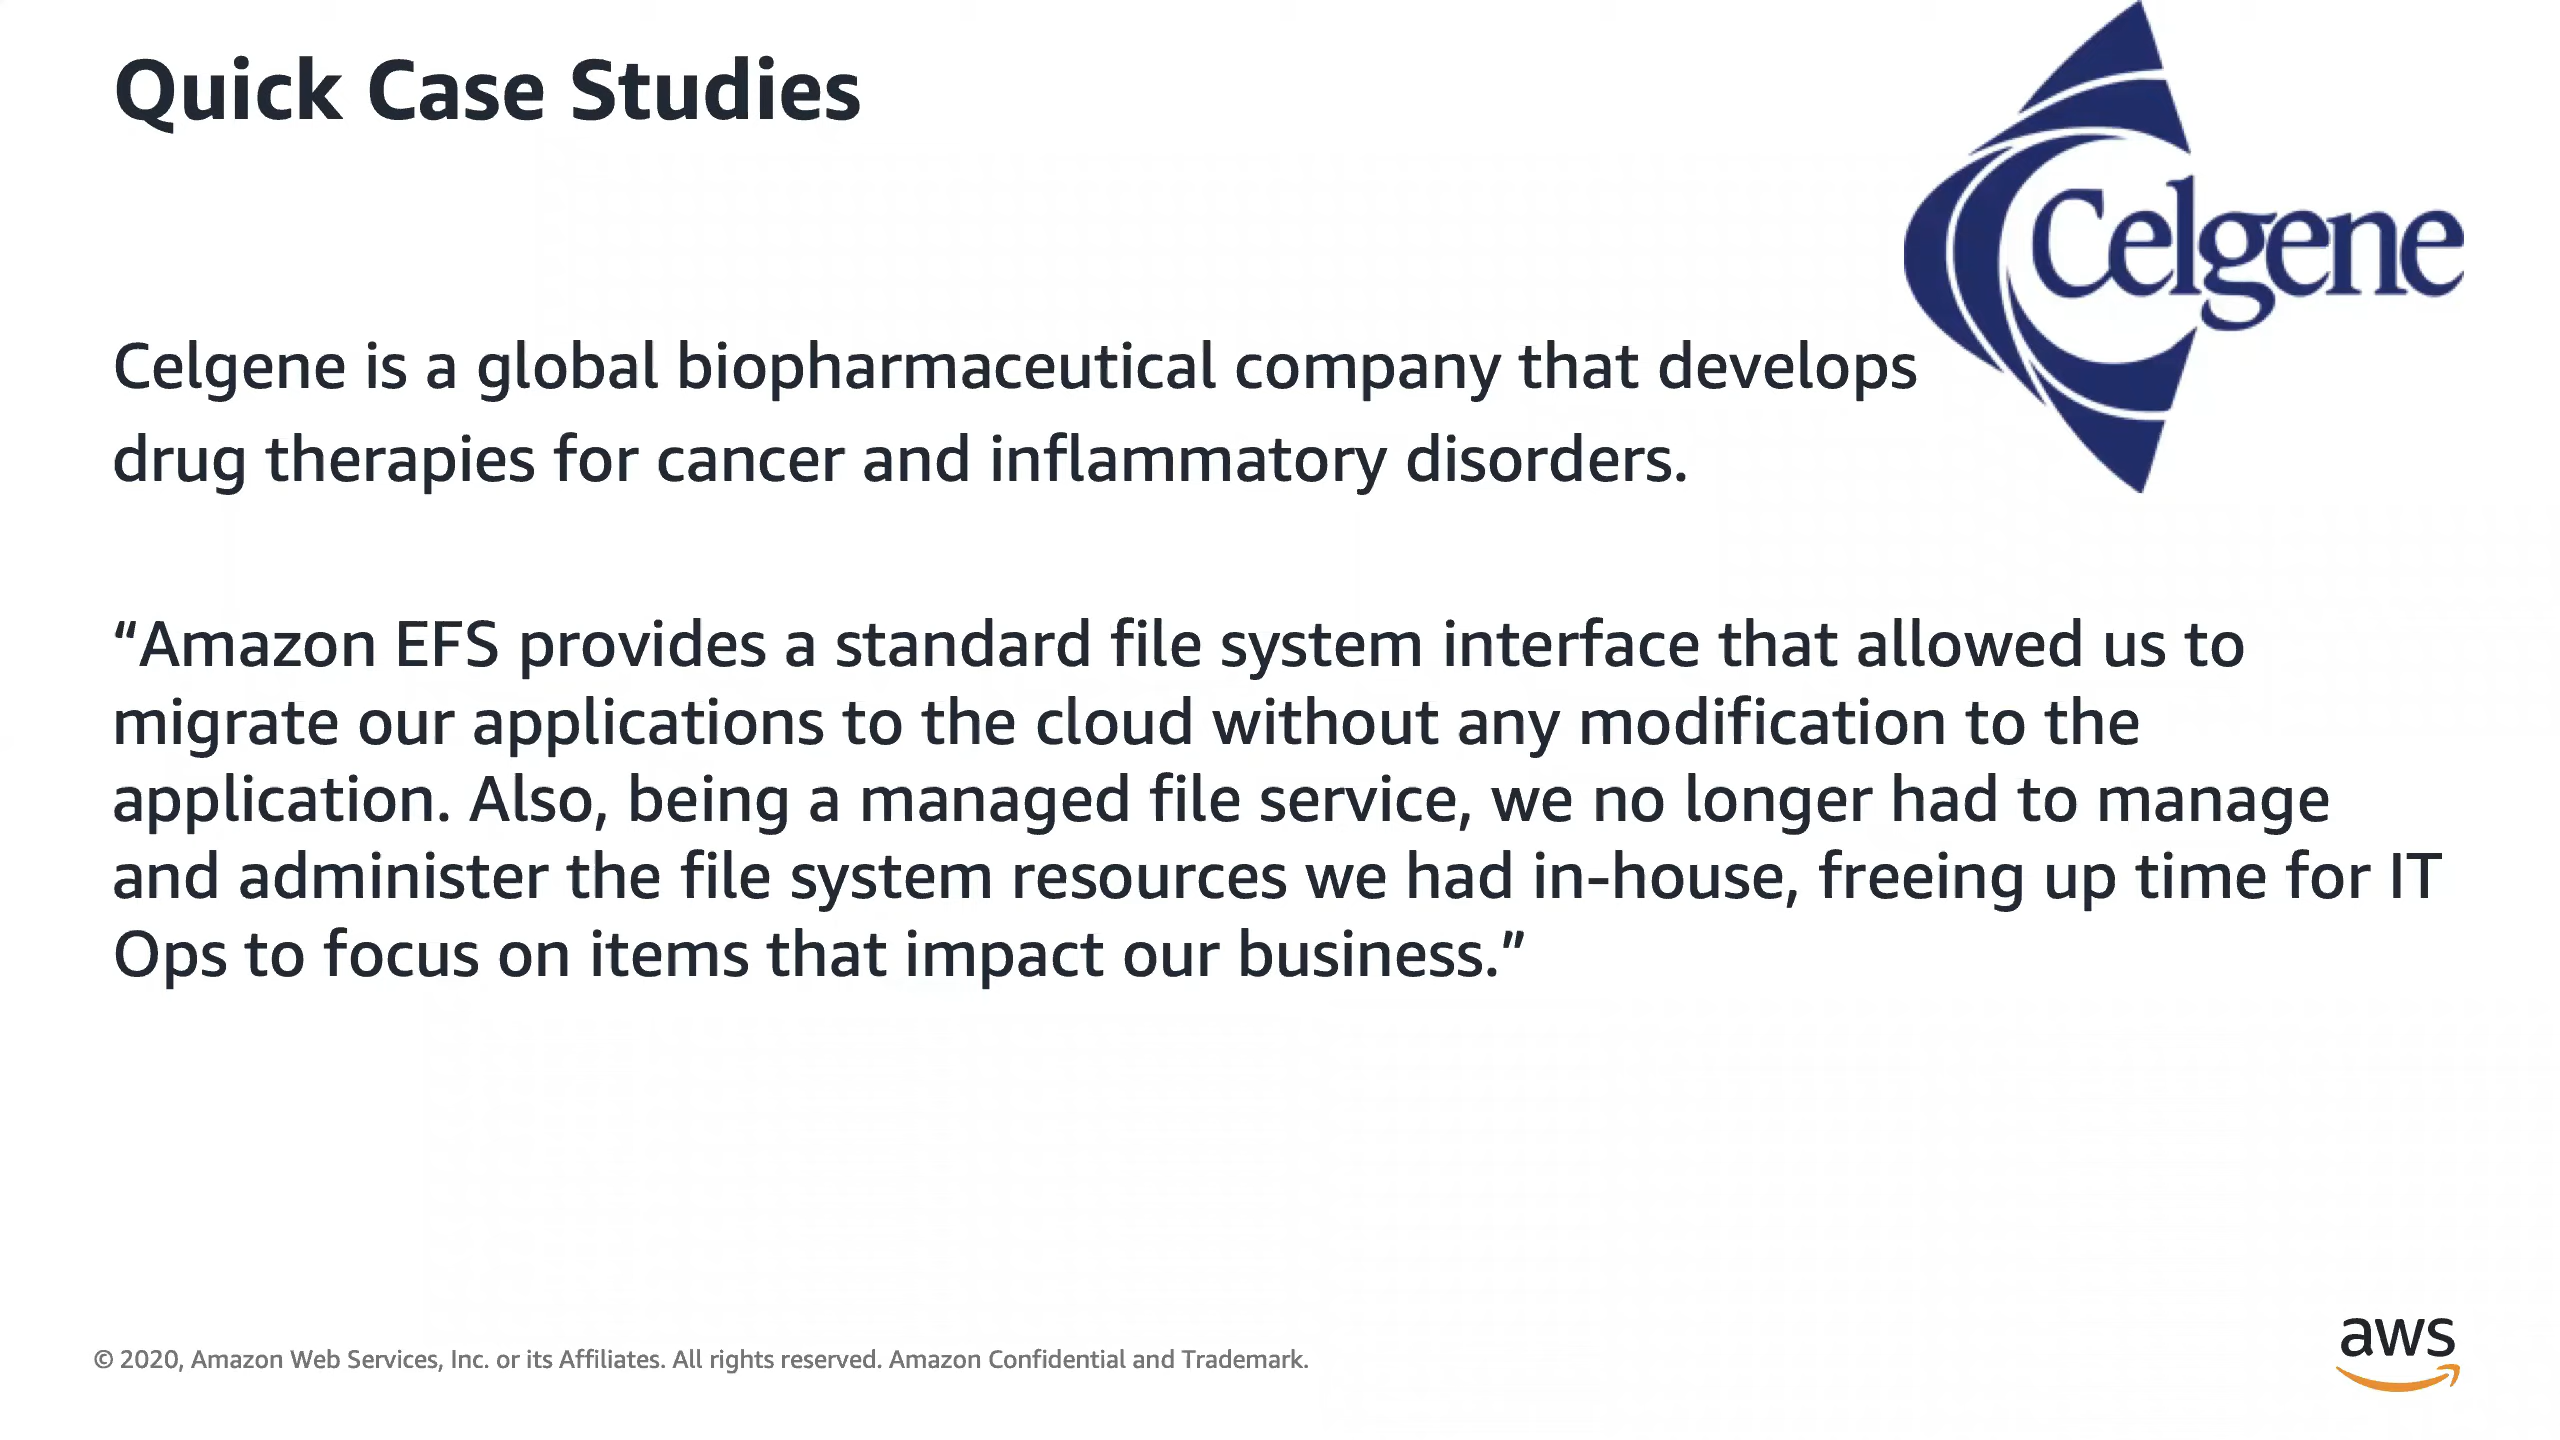 Quick Case Studies
Celgene
Celgene is a global biopharmaceutical company that develops
drug therapies for cancer and inflammatory disorders.
“Amazon EFS provides a standard file system interface that allowed us to
migrate our applications to the cloud without any modification to the
application. Also, being a managed file service, we no longer had to manage
and administer the file system resources we had in-house, freeing up time for IT
Ops to focus on items that impact our business.”
© 2020, Amazon Web Services, Inc. or its Affiliates. All rights reserved. Amazon Confidential and Trademark.
aws